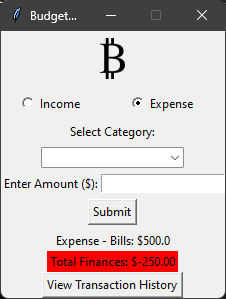 Budget...
₿
Income Expense
Select Category:
Enter Amount ($):
Submit
Expense - Bills: $500.0
Total Finances: $-250.00
View Transaction History